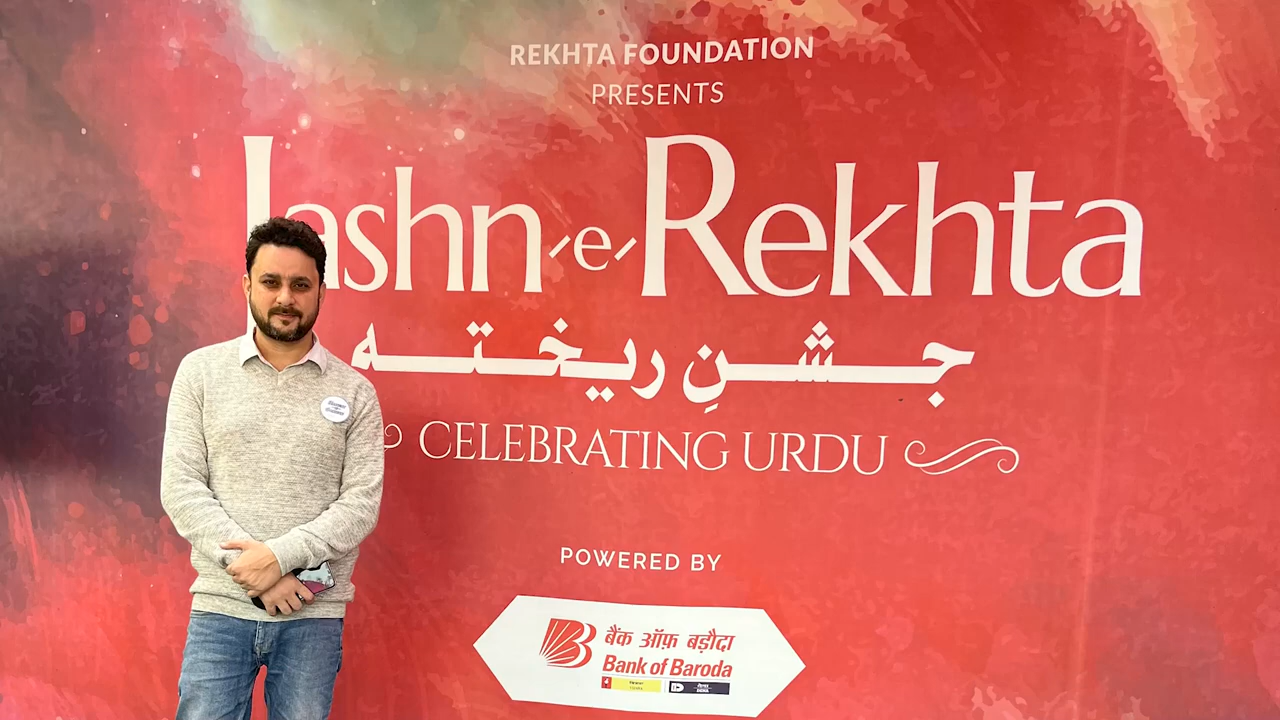 REKHTA FOUNDATION
PRESENTS
Jashn-e-Rekhta
جشنِ ریختہ
CELEBRATING URDU
POWERED BY
बैंक ऑफ़ बड़ौदा
Bank of Baroda